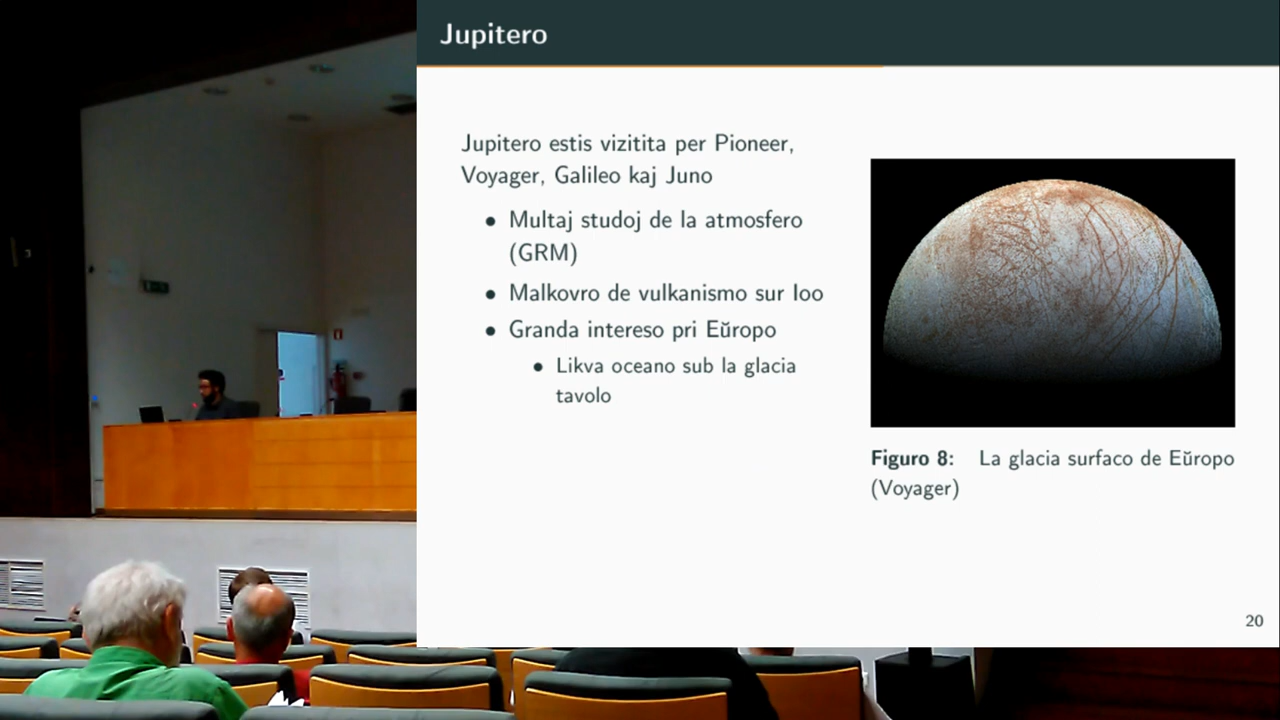 Jupitero
Jupitero estis vizitita per Pioneer,
Voyager, Galileo kaj Juno
• Multaj studoj de la atmosfero
(GRM)
• Malkovro de vulkanismo sur Ioo
• Granda intereso pri Eŭropo
• Likva oceano sub la glacia
tavolo
Figuro 8: La glacia surfaco de Eŭropo
(Voyager)
20